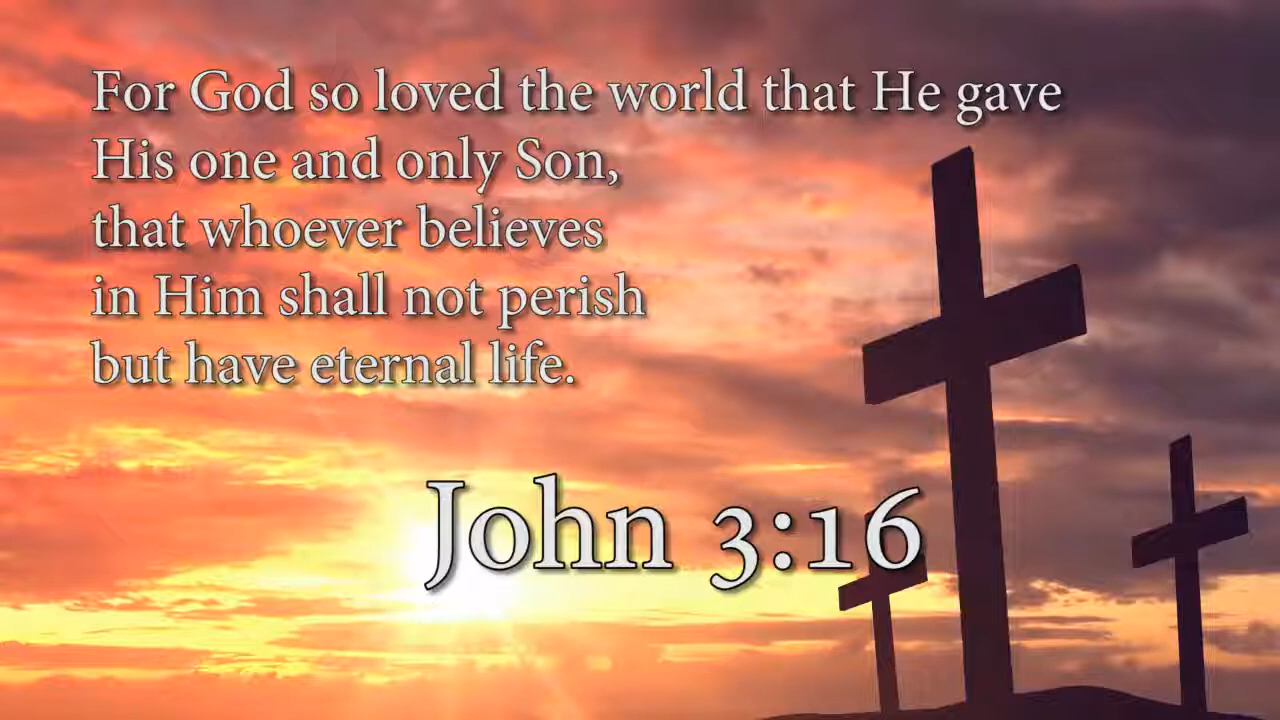 For God so loved the world that He gave
His one and only Son,
that whoever believes
in Him shall not perish
but have eternal life.
John 3:16